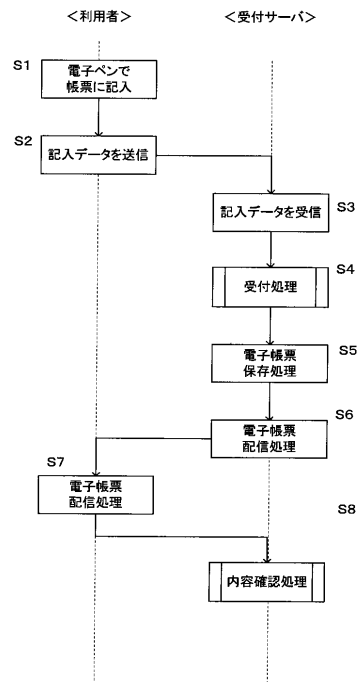 ＜利用者＞
＜受付サーバ＞
S1
電子ペンで
帳票に記入
S2
記入データを送信
S3
記入データを受信
S4
受付処理
S5
電子帳票
保存処理
S6
電子帳票
配信処理
S7
電子帳票
配信処理
S8
内容確認処理